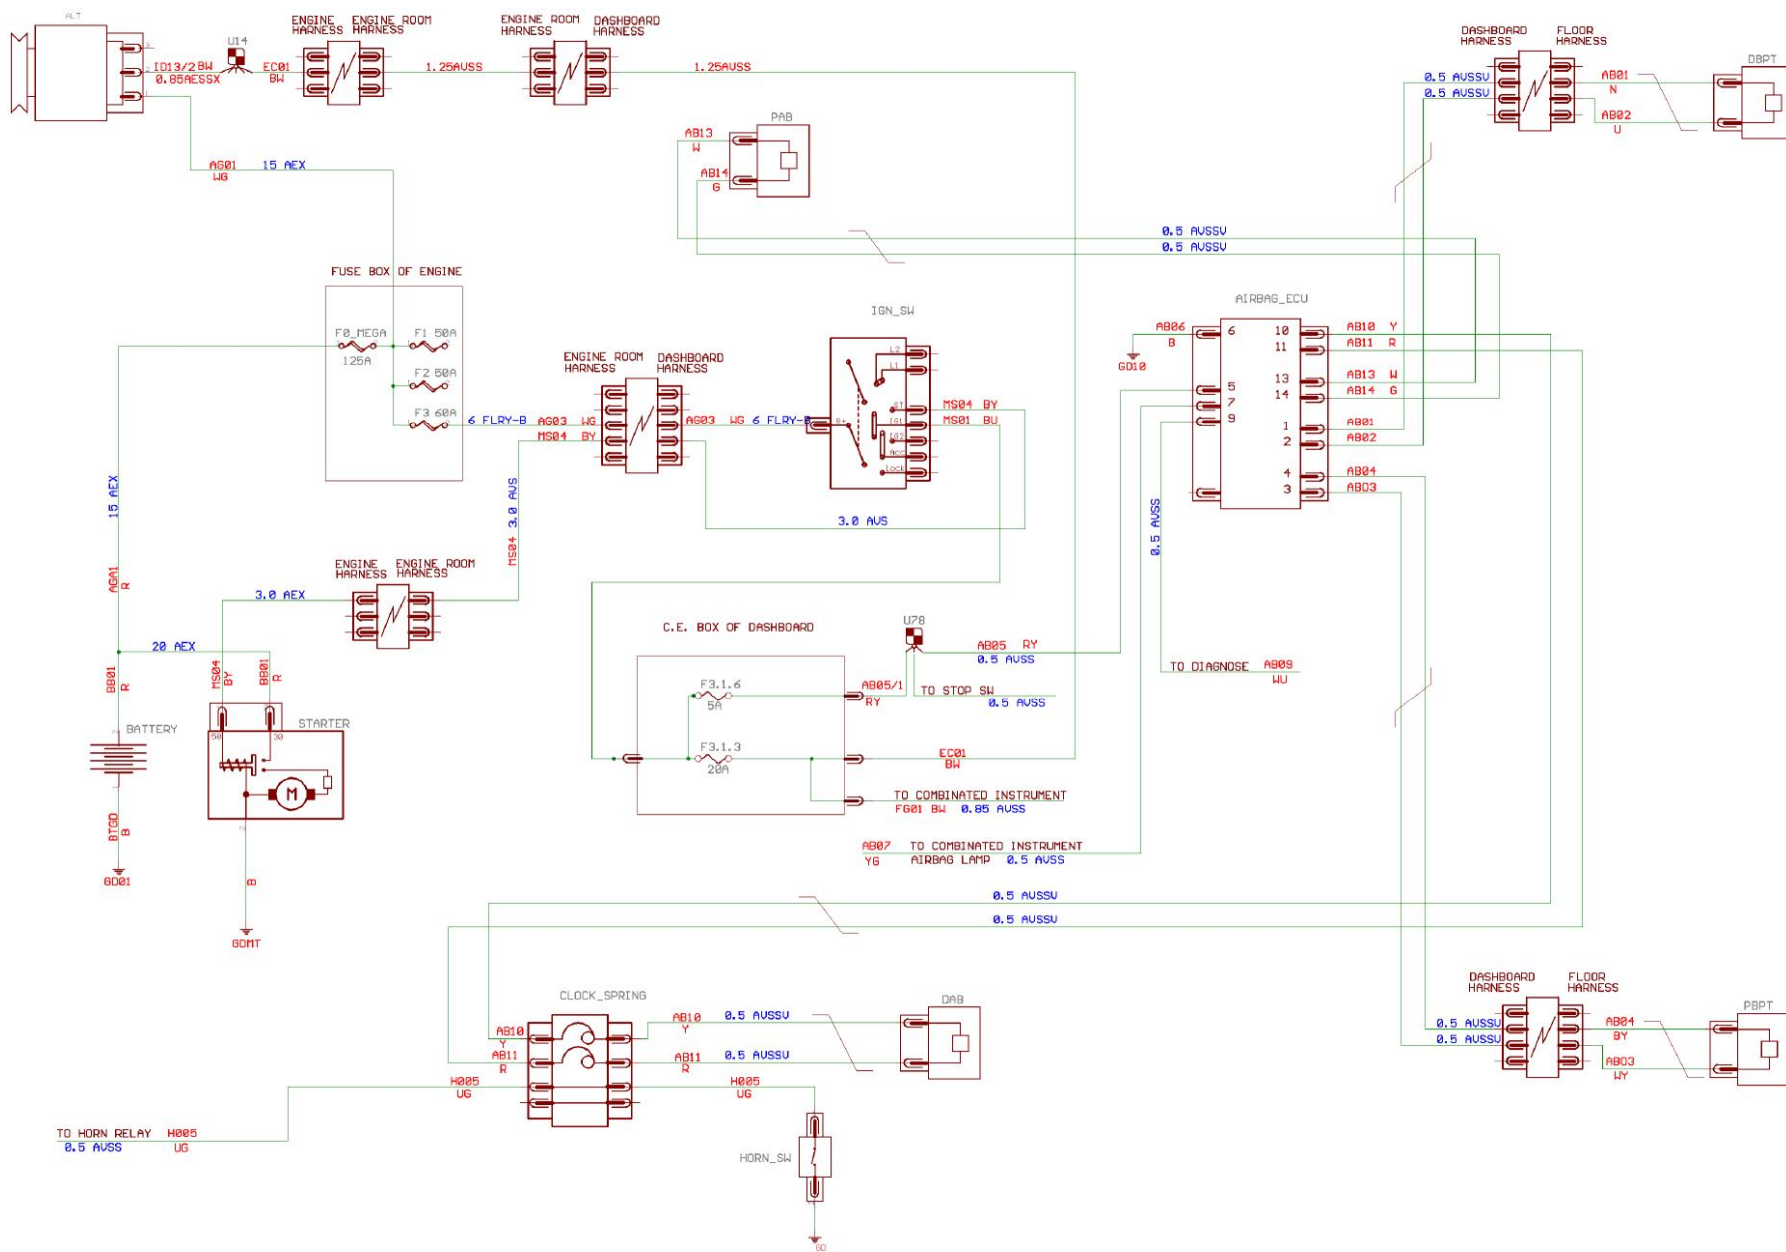 ALT
U14
ID13/2 BW
0.85AESSX
EC01
BW
ENGINE HARNESS
ENGINE ROOM HARNESS
1.25AVSS
ENGINE ROOM HARNESS
DASHBOARD HARNESS
1.25AVSS
DASHBOARD HARNESS
FLOOR HARNESS
0.5 AVSSV
0.5 AVSSV
AB01
N
AB02
U
DBPT
PAB
AB13
W
AB14
G
AG01
WG
15 AEX
0.5 AVSSV
0.5 AVSSV
FUSE BOX OF ENGINE
F0_MEGA
125A
F1 50A
F2 50A
F3 60A
6 FLRY-B
AG03 WG
MS04 BY
ENGINE ROOM HARNESS
DASHBOARD HARNESS
AG03 WG
6 FLRY-B
IGN_SW
L2
L1
ST
B+
IG1
IG2
ACC
LOCK
MS04 BY
MS01 BU
3.0 AVS
AIRBAG_ECU
AB06
B
GD10
6
5
7
9
10
11
13
14
1
2
4
3
AB10 Y
AB11 R
AB13 W
AB14 G
AB01
AB02
AB04
AB03
0.5 AVSS
15 AEX
AGA1
R
MS04 3.0 AVS
ENGINE HARNESS
ENGINE ROOM HARNESS
3.0 AEX
20 AEX
BB01
R
MS04
BY
BB01
R
BATTERY
STARTER
50
30
M
BTGD
B
GD01
B
GDMT
C.E. BOX OF DASHBOARD
F3.1.6
5A
F3.1.3
20A
AB05/1
RY
U78
AB05 RY
0.5 AVSS
TO STOP SW
0.5 AVSS
TO DIAGNOSE AB09
WU
EC01
BW
TO COMBINATED INSTRUMENT
FG01 BW 0.85 AVSS
AB07 TO COMBINATED INSTRUMENT
YG AIRBAG LAMP 0.5 AVSS
0.5 AVSSV
0.5 AVSSV
CLOCK_SPRING
AB10
Y
AB11
R
H005
UG
AB10
Y
0.5 AVSSV
AB11
R
0.5 AVSSV
H005
UG
DAB
TO HORN RELAY H005
0.5 AVSS UG
HORN_SW
GD
DASHBOARD HARNESS
FLOOR HARNESS
0.5 AVSSV
0.5 AVSSV
AB04
BY
AB03
WY
PBPT